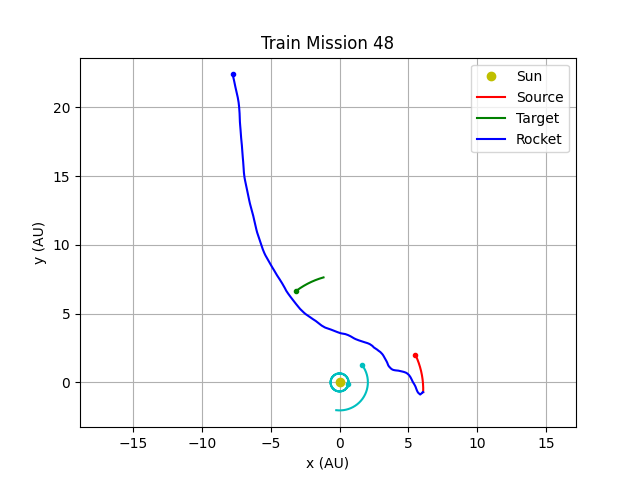 Train Mission 48
Sun
Source
Target
Rocket
y (AU)
20
15
10
5
0
−15
−10
−5
0
5
10
15
x (AU)